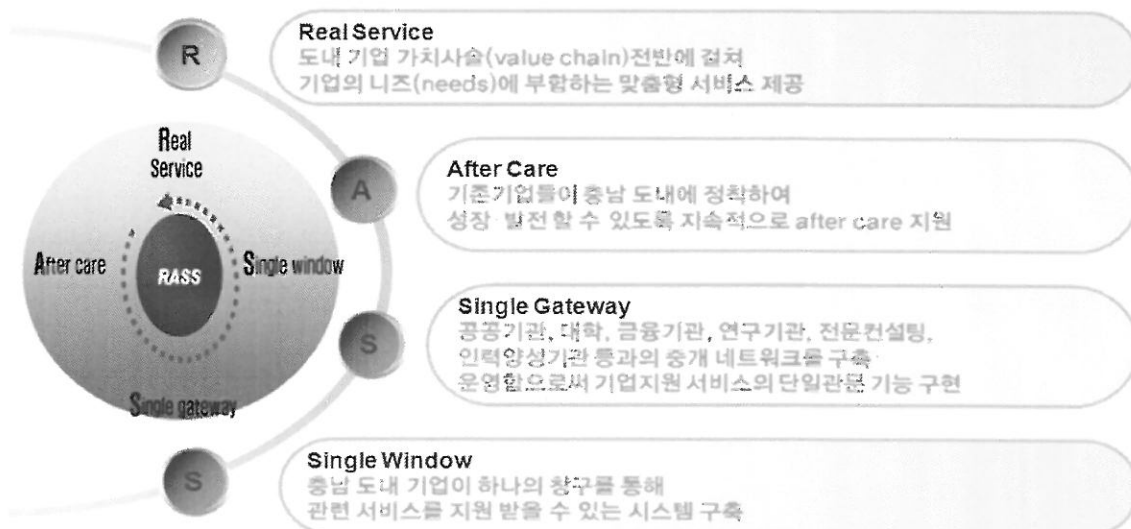 R
Real Service
도내 기업 가치사슬(value chain)전반에 걸쳐
기업의 니즈(needs)에 부합하는 맞춤형 서비스 제공
A
After Care
기존기업들이 충남 도내에 정착하여
성장·발전할 수 있도록 지속적으로 after care 지원
S
Single Gateway
공공기관, 대학, 금융기관, 연구기관, 전문컨설팅,
인력양성기관 등과의 중개 네트워크를 구축·
운영함으로써 기업지원 서비스의 단일관문 기능 구현
S
Single Window
충남 도내 기업이 하나의 창구를 통해
관련 서비스를 지원 받을 수 있는 시스템 구축
Real
Service
After care
RASS
Single window
Single gateway